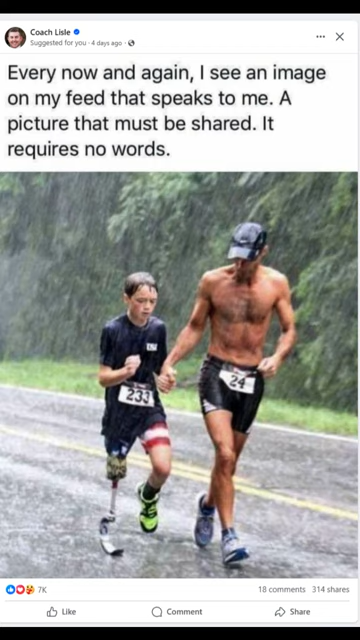 Coach Lisle
Suggested for you · 4 days ago ·
Every now and again, I see an image
on my feed that speaks to me. A
picture that must be shared. It
requires no words.
233
24
7K
18 comments 314 shares
Like Comment Share